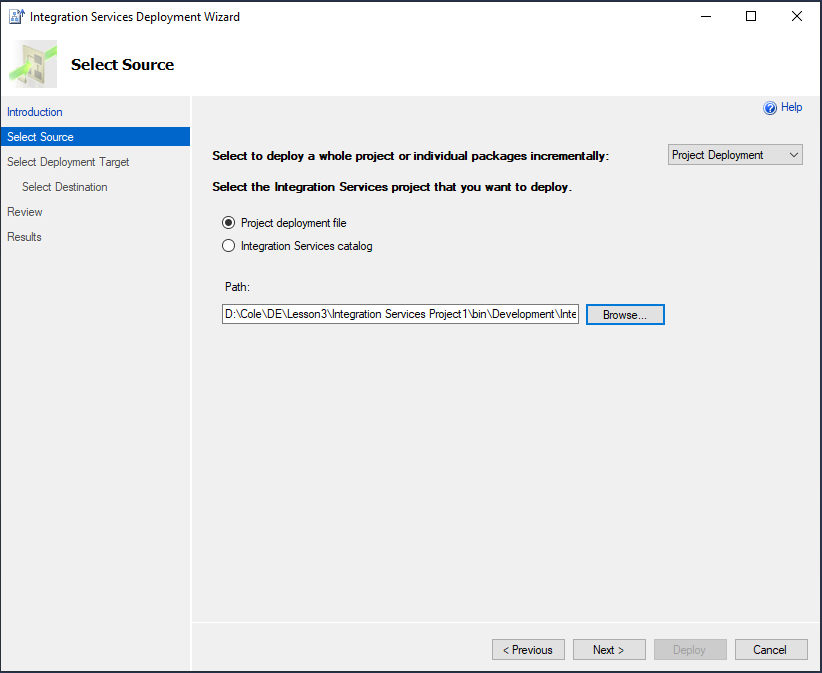 Integration Services Deployment Wizard
Select Source
Introduction
Select Source
Select Deployment Target
Select Destination
Review
Results
Help
Select to deploy a whole project or individual packages incrementally:
Project Deployment
Select the Integration Services project that you want to deploy.
Project deployment file
Integration Services catalog
Path:
D:\Cole\DE\Lesson3\Integration Services Project1\bin\Development\Inte
Browse...
< Previous
Next >
Deploy
Cancel